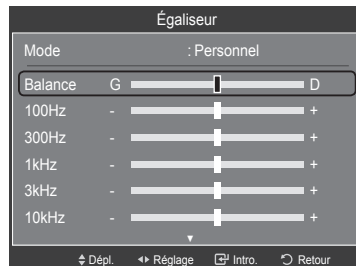 Égaliseur
Mode : Personnel
Balance G D
100Hz - +
300Hz - +
1kHz - +
3kHz - +
10kHz - +
Dépl. Réglage Intro. Retour